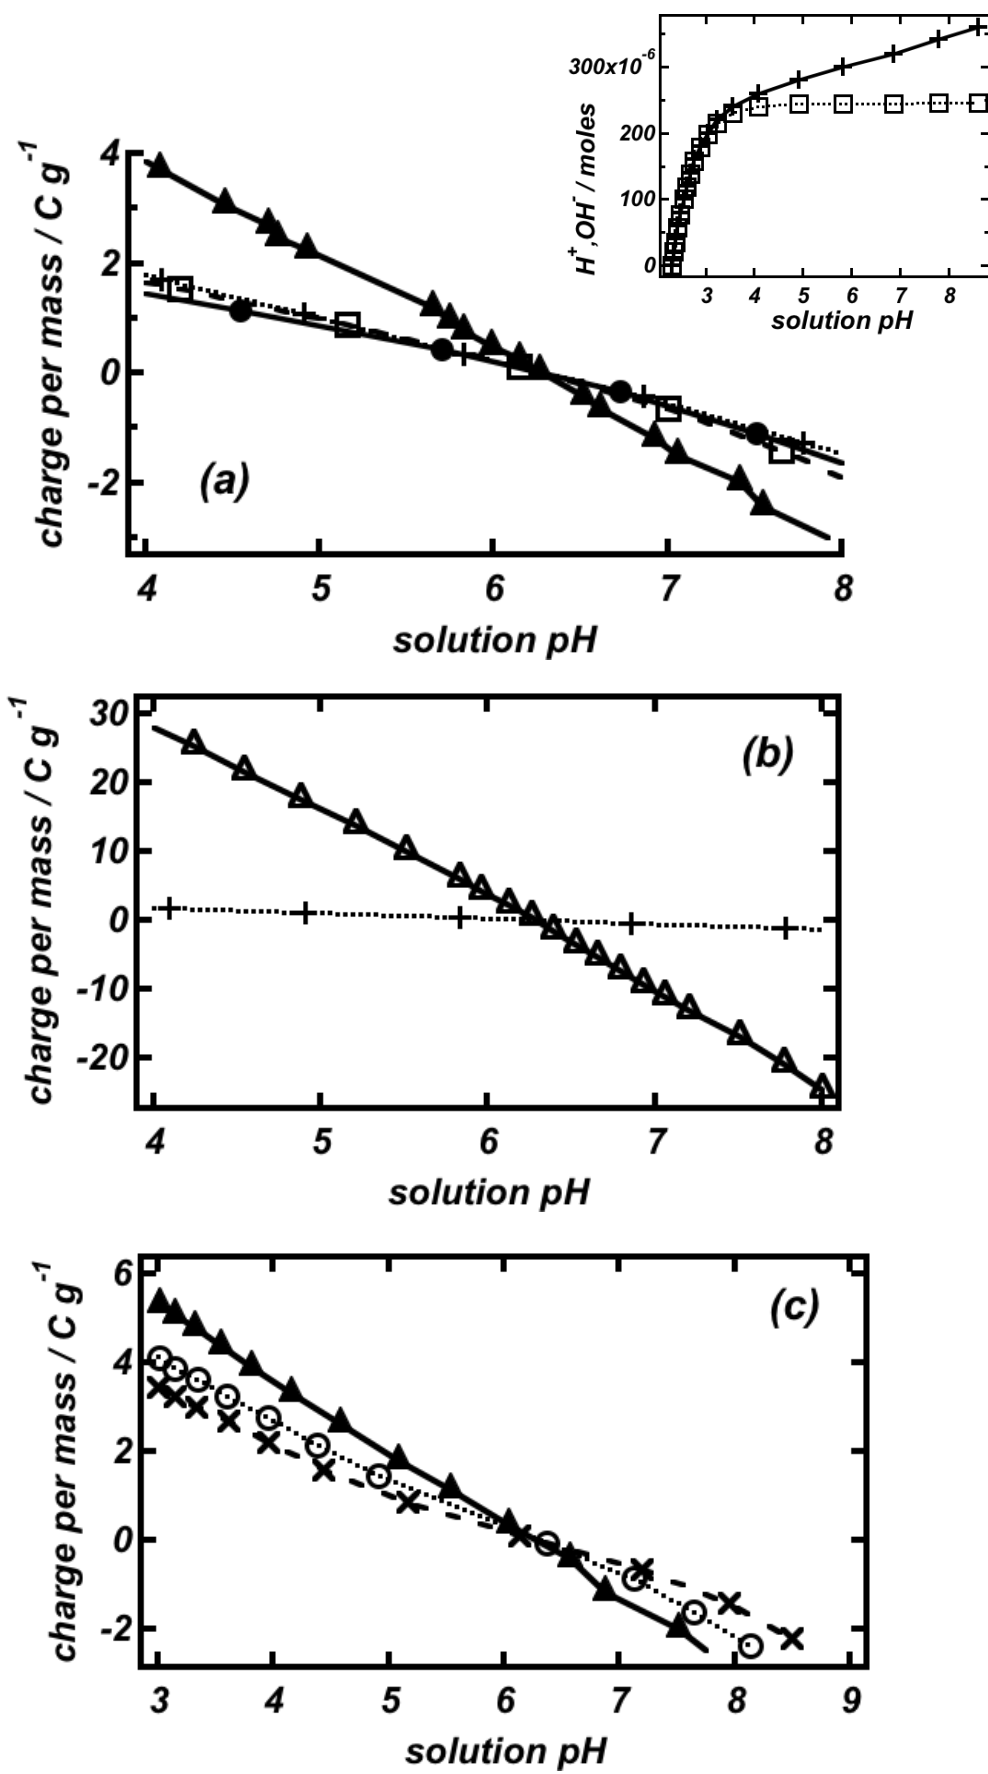 300x10⁻⁶
200
100
0
H⁺,OH⁻ / moles
3 4 5 6 7 8
solution pH
4
2
0
-2
charge per mass / C g⁻¹
(a)
4 5 6 7 8
solution pH
30
20
10
0
-10
-20
charge per mass / C g⁻¹
(b)
4 5 6 7 8
solution pH
6
4
2
0
-2
charge per mass / C g⁻¹
(c)
3 4 5 6 7 8 9
solution pH